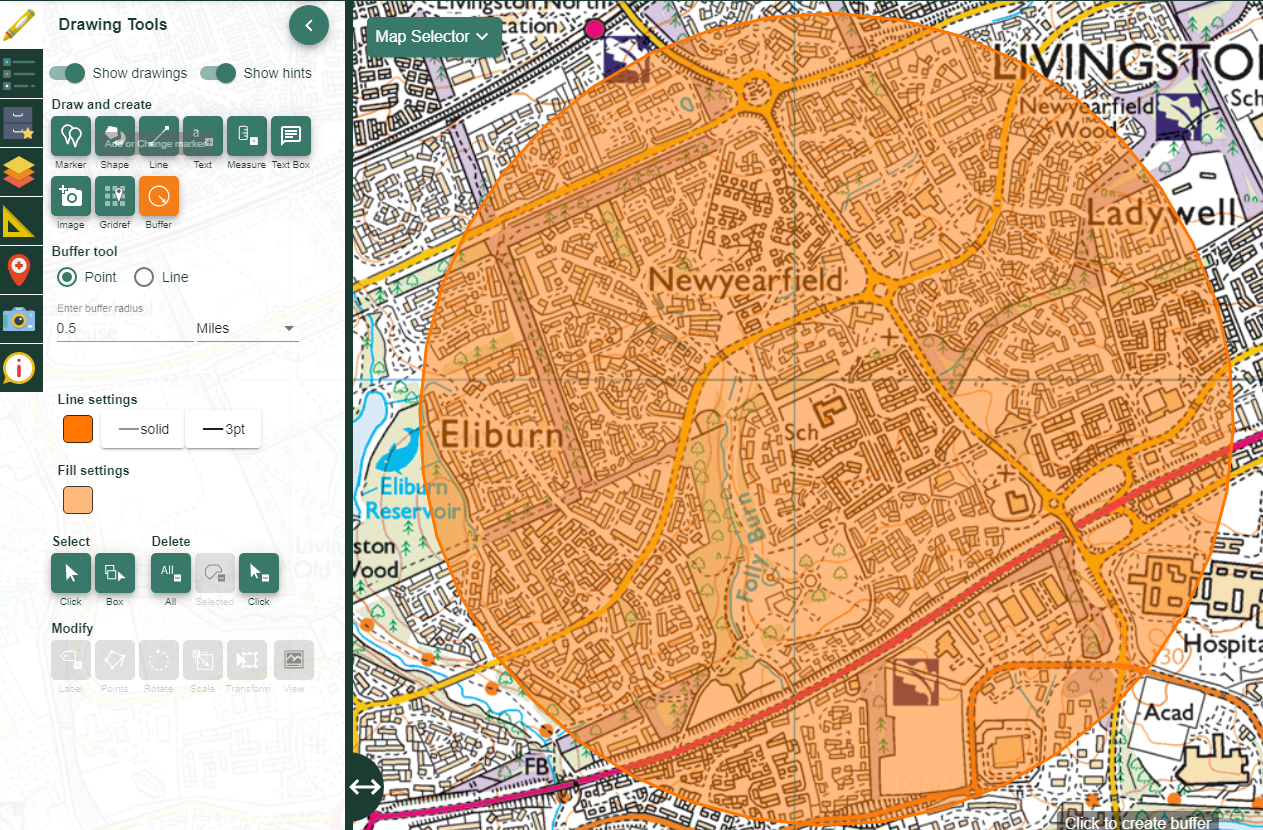 Drawing Tools
Show drawings
Show hints
Draw and create
Marker
Shape
Line
Text
Measure
Text Box
Add or Change marker
Image
Gridref
Buffer
Buffer tool
Point
Line
Enter buffer radius
0.5
Miles
Line settings
solid
3pt
Fill settings
Select
Delete
All
Click
Box
All
Selected
Click
Modify
Label
Points
Rotate
Scale
Transform
View
Map Selector
Livingston North
Station
LIVINGSTO
Newyearfield
Wood
Sch
Ladywell
Newyearfield
Eliburn
Sch
Eliburn
Reservoir
Folly Burn
Wood
Hospita
30
Acad
FB
Click to create buffer